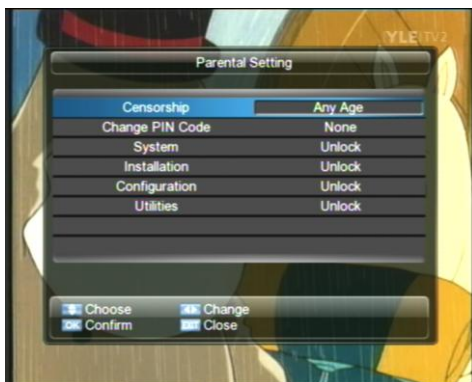 YLE TV2
Parental Setting
Censorship Any Age
Change PIN Code None
System Unlock
Installation Unlock
Configuration Unlock
Utilities Unlock
Choose Change
OK Confirm EXIT Close